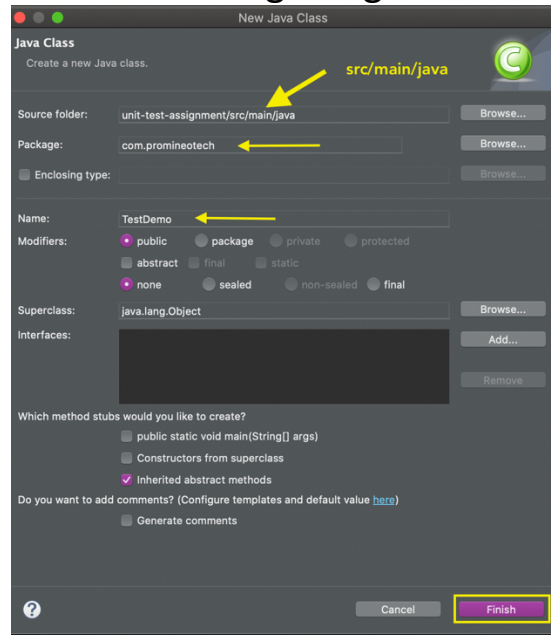 New Java Class
Java Class
Create a new Java class.
src/main/java
Source folder: unit-test-assignment/src/main/java Browse...
Package: com.promineotech Browse...
Enclosing type: Browse...
Name: TestDemo
Modifiers: public package private protected
abstract final static
none sealed non-sealed final
Superclass: java.lang.Object Browse...
Interfaces: Add...
Remove
Which method stubs would you like to create?
public static void main(String[] args)
Constructors from superclass
Inherited abstract methods
Do you want to add comments? (Configure templates and default value here)
Generate comments
? Cancel Finish